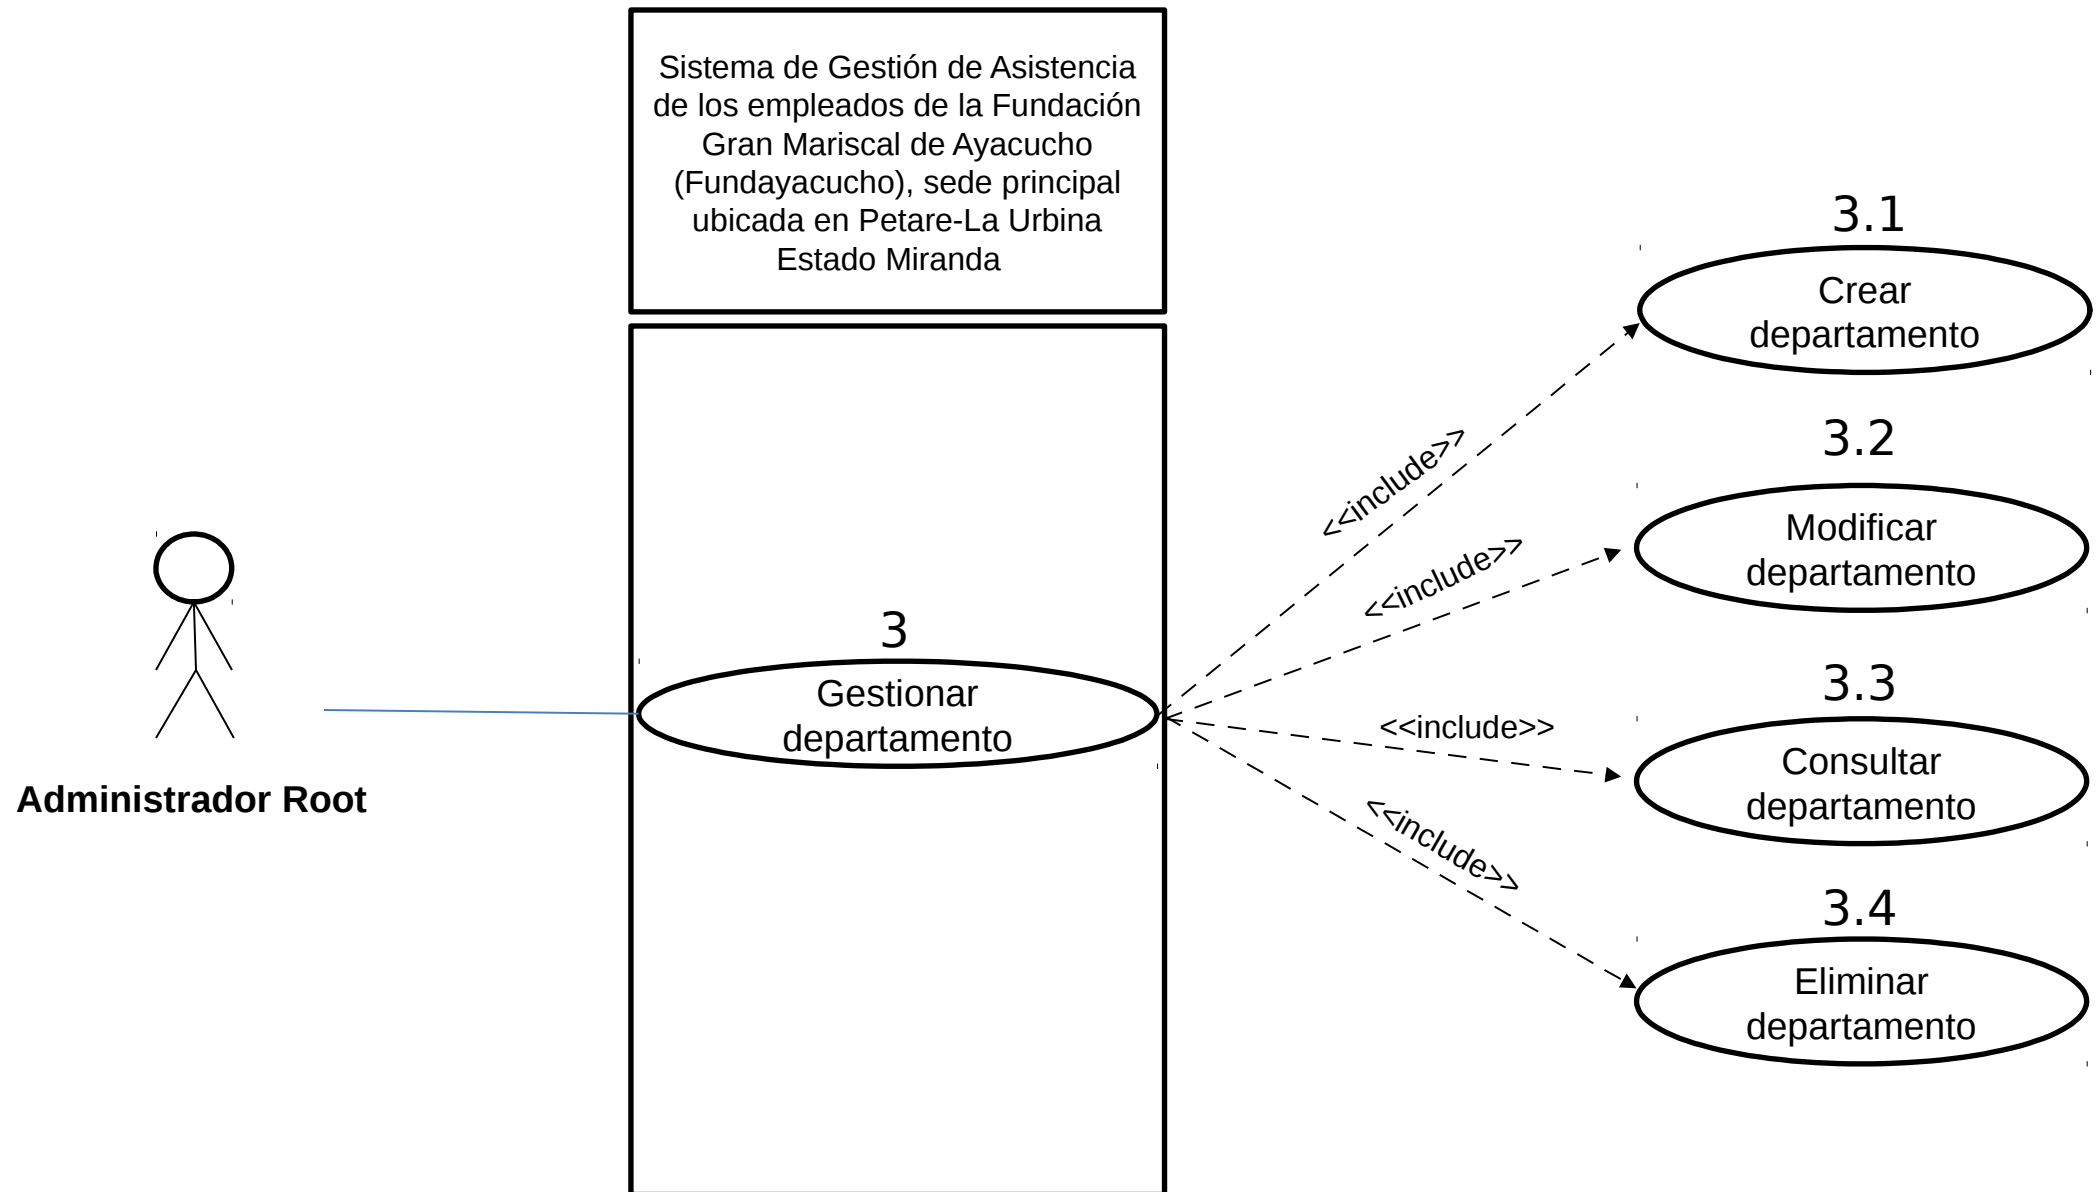 Sistema de Gestión de Asistencia
de los empleados de la Fundación
Gran Mariscal de Ayacucho
(Fundayacucho), sede principal
ubicada en Petare-La Urbina
Estado Miranda
3.1
Crear
departamento
<<include>>
3.2
Modificar
departamento
<<include>>
3
Gestionar
departamento
3.3
Consultar
departamento
<<include>>
Administrador Root
<<include>>
3.4
Eliminar
departamento